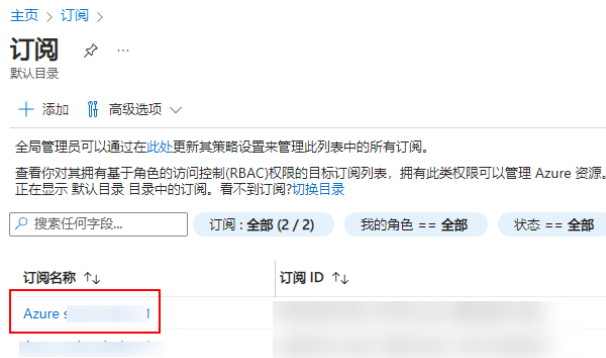 主页 > 订阅 >
订阅 ...
默认目录
+ 添加 高级选项
全局管理员可以通过在此处更新其策略设置来管理此列表中的所有订阅。
查看你对其拥有基于角色的访问控制(RBAC)权限的目标订阅列表，拥有此类权限可以管理 Azure 资源。
正在显示 默认目录 目录中的订阅。看不到订阅?切换目录
搜索任何字段... 订阅 : 全部 (2 / 2) 我的角色 == 全部 状态 == 全部
订阅名称 ↑↓ 订阅 ID ↑↓
Azure